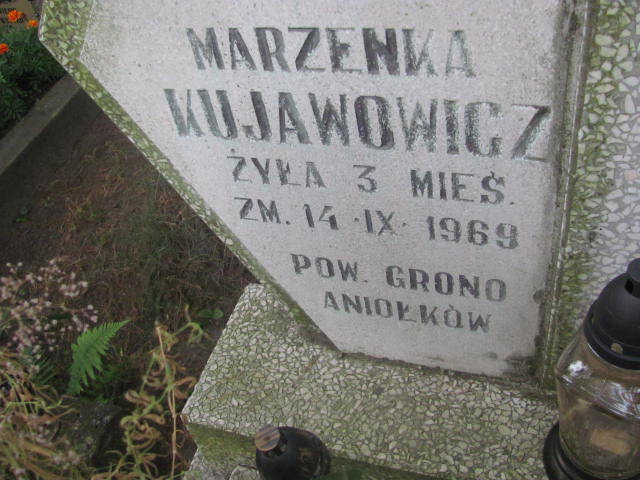 MARZENKA
KUJAWOWICZ
ŻYŁA 3 MIEŚ.
ZM. 14·IX·1969
POW. GRONO
ANIOŁKÓW